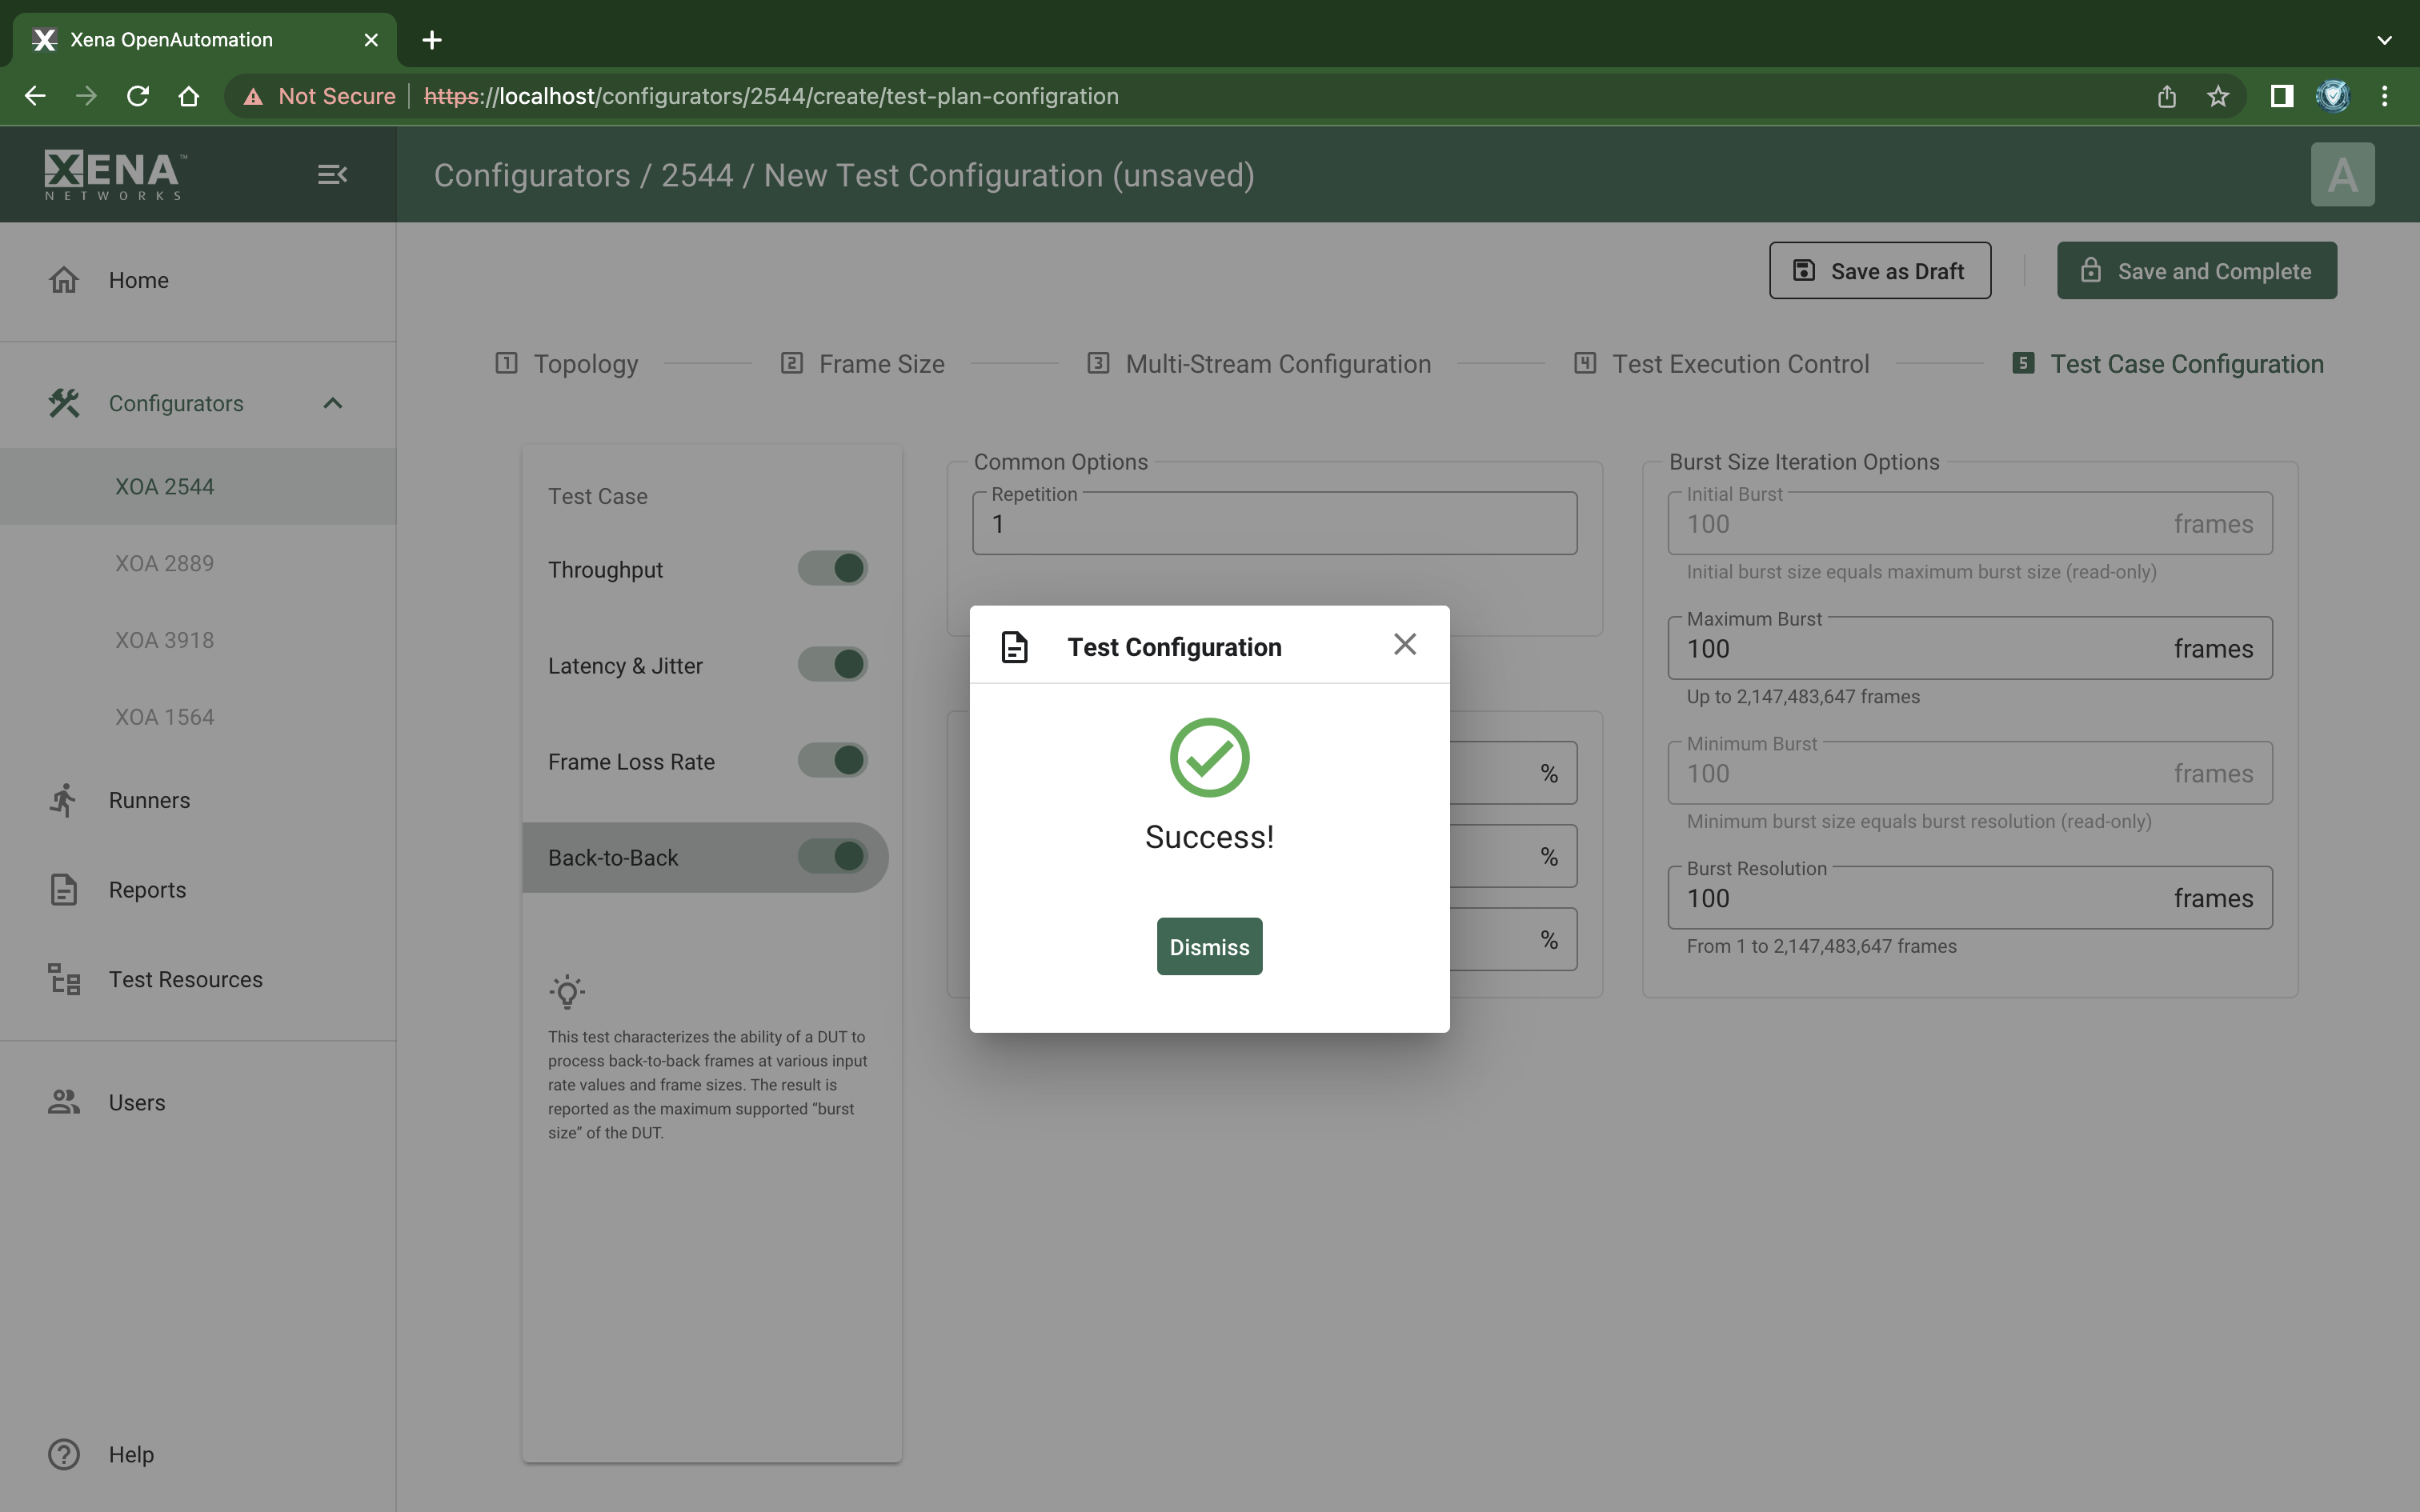 Xena OpenAutomation
Not Secure
https://localhost/configurators/2544/create/test-plan-configration
XENA™
NETWORKS
Configurators / 2544 / New Test Configuration (unsaved)
A
Home
Configurators
XOA 2544
XOA 2889
XOA 3918
XOA 1564
Runners
Reports
Test Resources
Users
Help
Save as Draft
Save and Complete
1 Topology
2 Frame Size
3 Multi-Stream Configuration
4 Test Execution Control
5 Test Case Configuration
Test Case
Throughput
Latency & Jitter
Frame Loss Rate
Back-to-Back
This test characterizes the ability of a DUT to
process back-to-back frames at various input
rate values and frame sizes. The result is
reported as the maximum supported “burst
size” of the DUT.
Common Options
Repetition
1
%
%
%
Test Configuration
Success!
Dismiss
Burst Size Iteration Options
Initial Burst
100 frames
Initial burst size equals maximum burst size (read-only)
Maximum Burst
100 frames
Up to 2,147,483,647 frames
Minimum Burst
100 frames
Minimum burst size equals burst resolution (read-only)
Burst Resolution
100 frames
From 1 to 2,147,483,647 frames